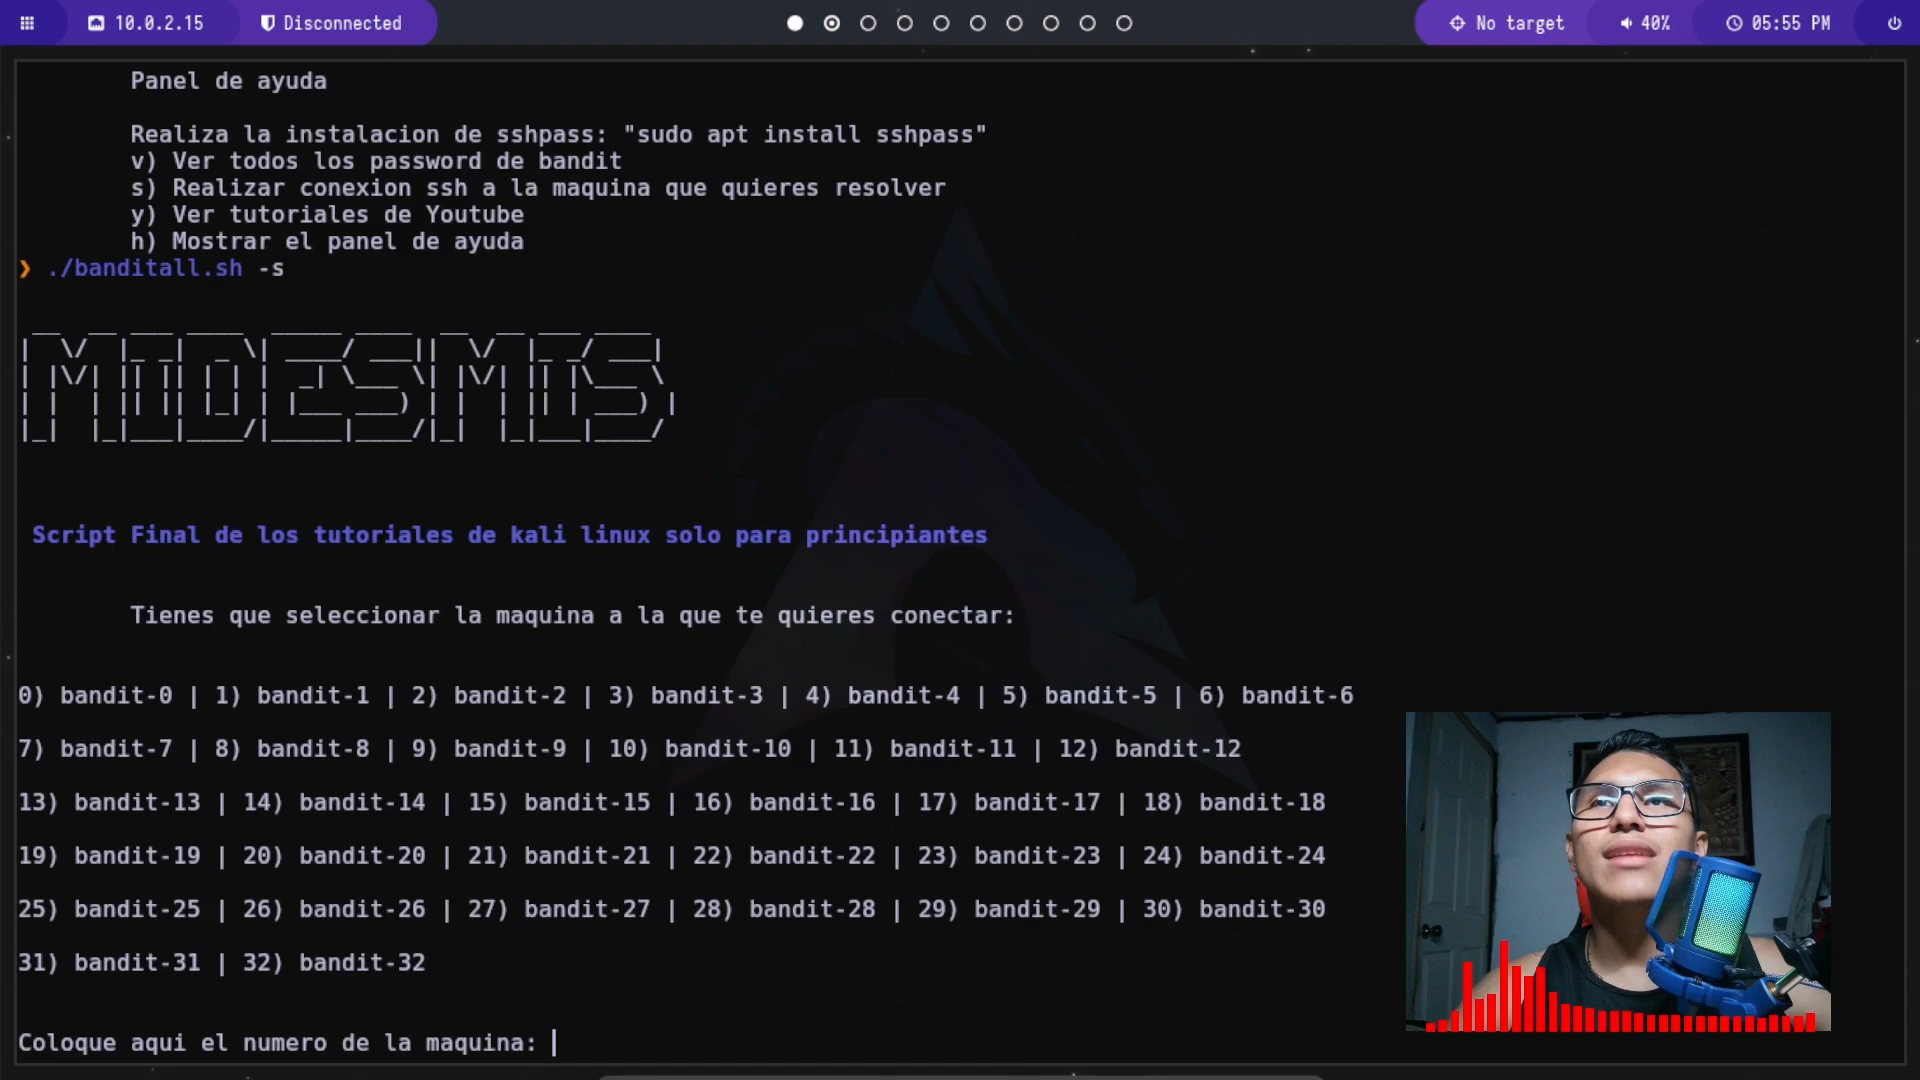 10.0.2.15 Disconnected No target 40% 05:55 PM
Panel de ayuda
Realiza la instalacion de sshpass: "sudo apt install sshpass"
v) Ver todos los password de bandit
s) Realizar conexion ssh a la maquina que quieres resolver
y) Ver tutoriales de Youtube
h) Mostrar el panel de ayuda
❯ ./banditall.sh -s
MIDESMIS
Script Final de los tutoriales de kali linux solo para principiantes
Tienes que seleccionar la maquina a la que te quieres conectar:
0) bandit-0 | 1) bandit-1 | 2) bandit-2 | 3) bandit-3 | 4) bandit-4 | 5) bandit-5 | 6) bandit-6
7) bandit-7 | 8) bandit-8 | 9) bandit-9 | 10) bandit-10 | 11) bandit-11 | 12) bandit-12
13) bandit-13 | 14) bandit-14 | 15) bandit-15 | 16) bandit-16 | 17) bandit-17 | 18) bandit-18
19) bandit-19 | 20) bandit-20 | 21) bandit-21 | 22) bandit-22 | 23) bandit-23 | 24) bandit-24
25) bandit-25 | 26) bandit-26 | 27) bandit-27 | 28) bandit-28 | 29) bandit-29 | 30) bandit-30
31) bandit-31 | 32) bandit-32
Coloque aqui el numero de la maquina: